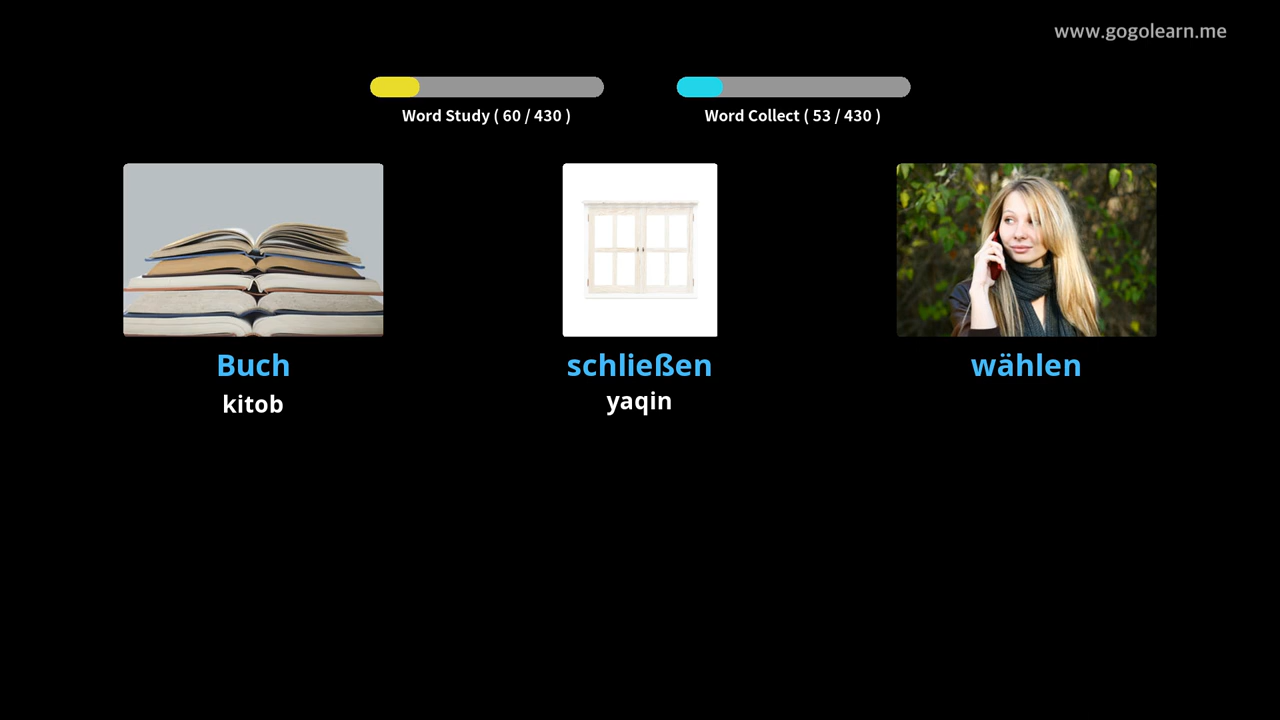 www.gogolearn.me
Word Study ( 60 / 430 )
Word Collect ( 53 / 430 )
Buch
kitob
schließen
yaqin
wählen